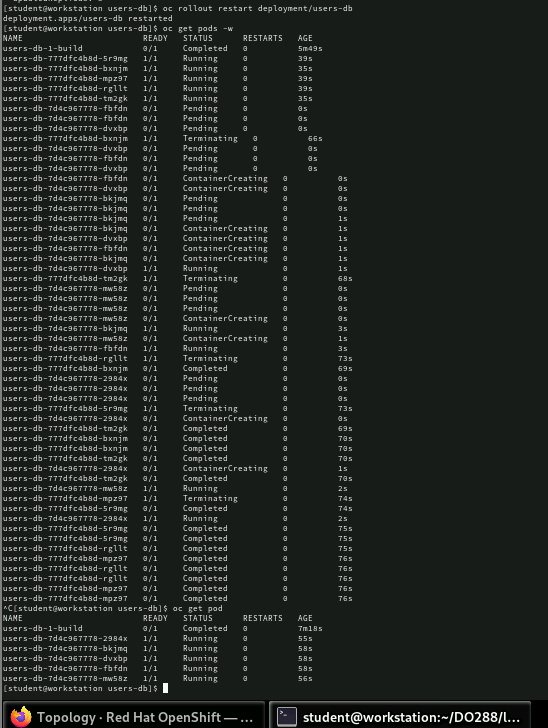 [student@workstation users-db]$ oc rollout restart deployment/users-db
deployment.apps/users-db restarted
[student@workstation users-db]$ oc get pods -w
NAME READY STATUS RESTARTS AGE
users-db-1-build 0/1 Completed 0 5m49s
users-db-777dfc4b8d-5r9mg 1/1 Running 0 39s
users-db-777dfc4b8d-bxnjm 1/1 Running 0 35s
users-db-777dfc4b8d-mpz97 1/1 Running 0 39s
users-db-777dfc4b8d-rgllt 1/1 Running 0 39s
users-db-777dfc4b8d-tm2gk 1/1 Running 0 35s
users-db-7d4c967778-fbfdn 0/1 Pending 0 0s
users-db-7d4c967778-bkjmq 0/1 Pending 0 0s
users-db-7d4c967778-dvxbp 0/1 Pending 0 0s
users-db-777dfc4b8d-bxnjm 1/1 Terminating 0 66s
users-db-7d4c967778-dvxbp 0/1 Pending 0 0s
users-db-7d4c967778-fbfdn 0/1 Pending 0 0s
users-db-7d4c967778-dvxbp 0/1 Pending 0 0s
users-db-7d4c967778-fbfdn 0/1 ContainerCreating 0 0s
users-db-7d4c967778-dvxbp 0/1 ContainerCreating 0 0s
users-db-7d4c967778-bkjmq 0/1 Pending 0 0s
users-db-7d4c967778-bkjmq 0/1 Pending 0 1s
users-db-7d4c967778-bkjmq 0/1 ContainerCreating 0 1s
users-db-7d4c967778-dvxbp 0/1 ContainerCreating 0 1s
users-db-7d4c967778-fbfdn 0/1 ContainerCreating 0 1s
users-db-7d4c967778-bkjmq 0/1 ContainerCreating 0 1s
users-db-7d4c967778-dvxbp 1/1 Running 0 1s
users-db-777dfc4b8d-tm2gk 1/1 Terminating 0 68s
users-db-7d4c967778-mw58z 0/1 Pending 0 0s
users-db-7d4c967778-mw58z 0/1 Pending 0 0s
users-db-7d4c967778-mw58z 0/1 Pending 0 0s
users-db-7d4c967778-mw58z 0/1 ContainerCreating 0 0s
users-db-7d4c967778-bkjmq 1/1 Running 0 3s
users-db-7d4c967778-mw58z 0/1 ContainerCreating 0 1s
users-db-7d4c967778-fbfdn 1/1 Running 0 3s
users-db-777dfc4b8d-rgllt 1/1 Terminating 0 73s
users-db-777dfc4b8d-bxnjm 0/1 Completed 0 69s
users-db-7d4c967778-2984x 0/1 Pending 0 0s
users-db-7d4c967778-2984x 0/1 Pending 0 0s
users-db-7d4c967778-2984x 0/1 Pending 0 0s
users-db-777dfc4b8d-5r9mg 1/1 Terminating 0 73s
users-db-7d4c967778-2984x 0/1 ContainerCreating 0 0s
users-db-777dfc4b8d-tm2gk 0/1 Completed 0 69s
users-db-777dfc4b8d-bxnjm 0/1 Completed 0 70s
users-db-777dfc4b8d-bxnjm 0/1 Completed 0 70s
users-db-777dfc4b8d-tm2gk 0/1 Completed 0 70s
users-db-7d4c967778-2984x 0/1 ContainerCreating 0 1s
users-db-777dfc4b8d-tm2gk 0/1 Completed 0 70s
users-db-7d4c967778-mw58z 1/1 Running 0 2s
users-db-777dfc4b8d-mpz97 1/1 Terminating 0 74s
users-db-777dfc4b8d-5r9mg 0/1 Completed 0 74s
users-db-7d4c967778-2984x 1/1 Running 0 2s
users-db-777dfc4b8d-5r9mg 0/1 Completed 0 75s
users-db-777dfc4b8d-5r9mg 0/1 Completed 0 75s
users-db-777dfc4b8d-rgllt 0/1 Completed 0 75s
users-db-777dfc4b8d-mpz97 0/1 Completed 0 76s
users-db-777dfc4b8d-rgllt 0/1 Completed 0 76s
users-db-777dfc4b8d-rgllt 0/1 Completed 0 76s
users-db-777dfc4b8d-mpz97 0/1 Completed 0 76s
users-db-777dfc4b8d-mpz97 0/1 Completed 0 76s
^C[student@workstation users-db]$ oc get pod
NAME READY STATUS RESTARTS AGE
users-db-1-build 0/1 Completed 0 7m18s
users-db-7d4c967778-2984x 1/1 Running 0 55s
users-db-7d4c967778-bkjmq 1/1 Running 0 58s
users-db-7d4c967778-dvxbp 1/1 Running 0 58s
users-db-7d4c967778-fbfdn 1/1 Running 0 58s
users-db-7d4c967778-mw58z 1/1 Running 0 56s
[student@workstation users-db]$
Topology · Red Hat OpenShift — ...
student@workstation:~/DO288/l...